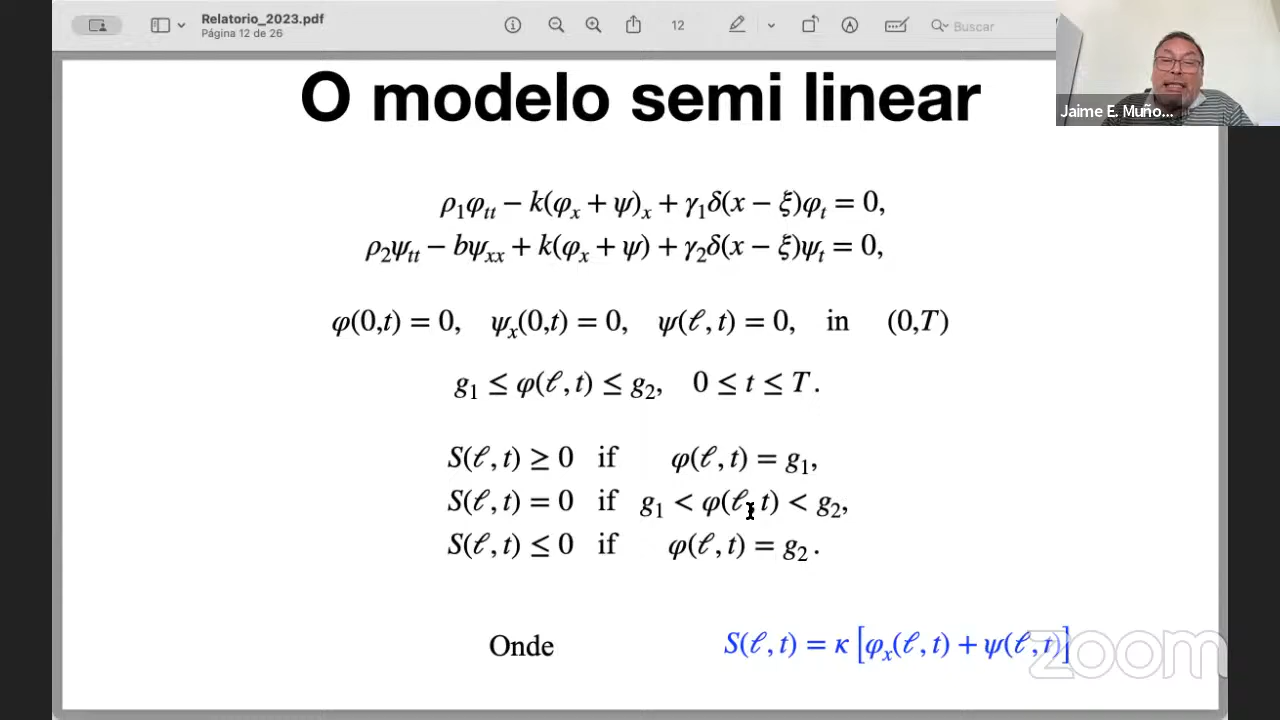 Relatorio_2023.pdf
Página 12 de 26
12
Buscar
Jaime E. Muño...
O modelo semi linear
ρ₁φₜₜ − k(φₓ + ψ)ₓ + γ₁δ(x − ξ)φₜ = 0,
ρ₂ψₜₜ − bψₓₓ + k(φₓ + ψ) + γ₂δ(x − ξ)ψₜ = 0,
φ(0,t) = 0, ψₓ(0,t) = 0, ψ(ℓ,t) = 0, in (0,T)
g₁ ≤ φ(ℓ,t) ≤ g₂, 0 ≤ t ≤ T.
S(ℓ,t) ≥ 0 if φ(ℓ,t) = g₁,
S(ℓ,t) = 0 if g₁ < φ(ℓ,t) < g₂,
S(ℓ,t) ≤ 0 if φ(ℓ,t) = g₂.
Onde S(ℓ,t) = κ[φₓ(ℓ,t) + ψ(ℓ,t)]
zoom